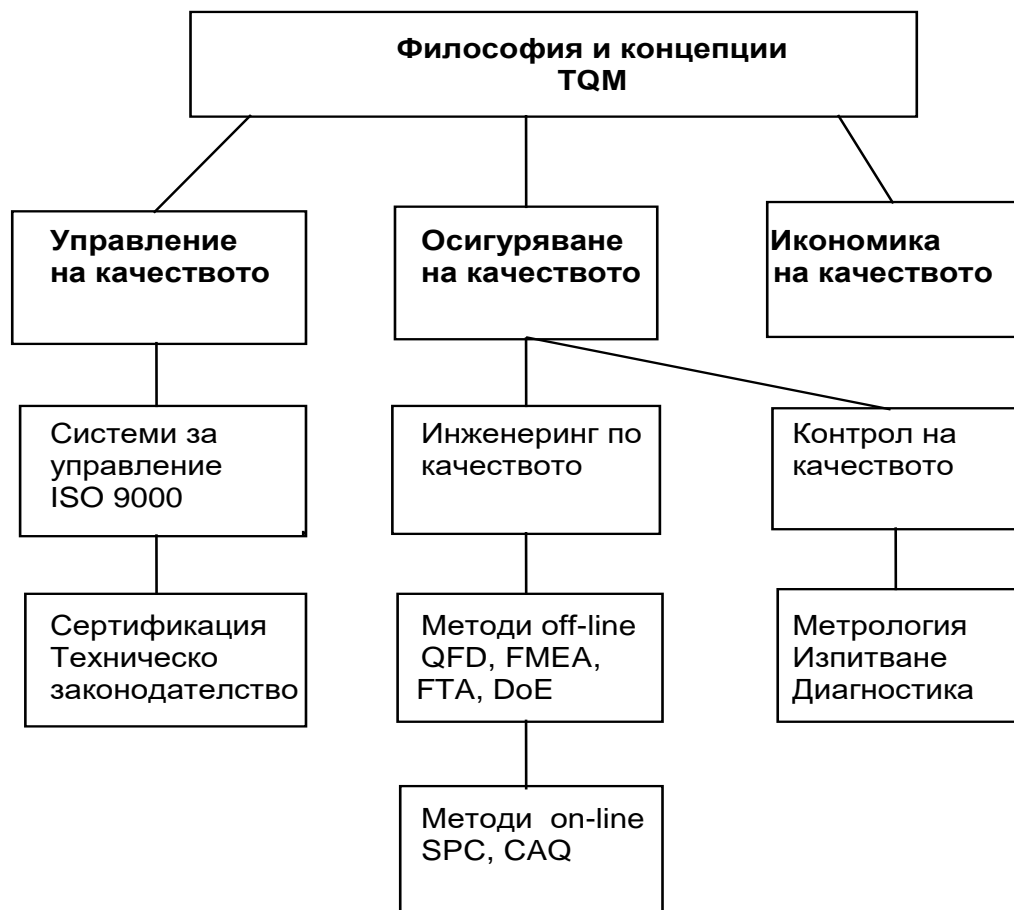 Философия и концепции
TQM
Управление
на качеството
Осигуряване
на качеството
Икономика
на качеството
Системи за
управление
ISO 9000
Инженеринг по
качеството
Контрол на
качеството
Сертификация
Техническо
законодателство
Методи off-line
QFD, FMEA,
FTA, DoE
Метрология
Изпитване
Диагностика
Методи on-line
SPC, CAQ